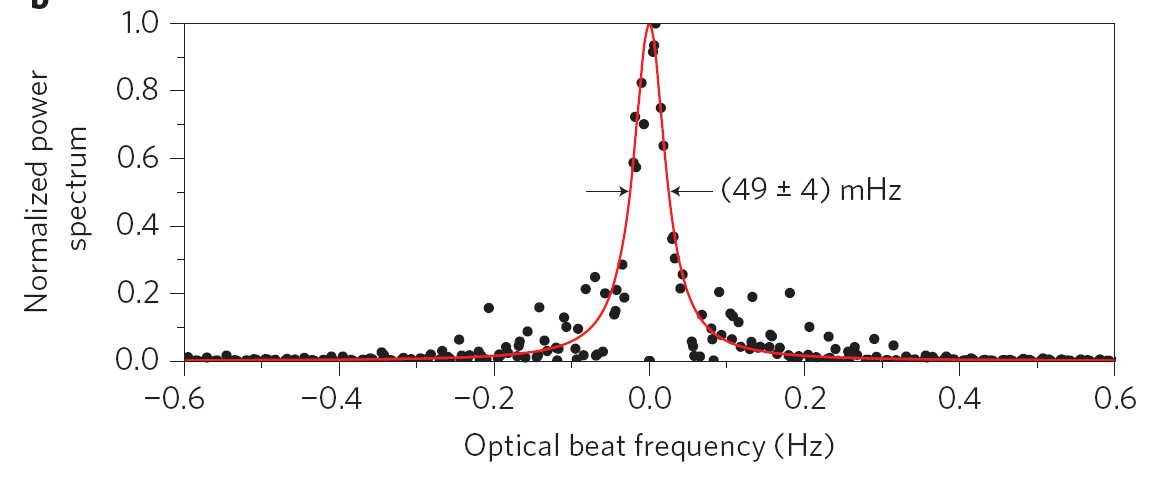 b
1.0
0.8
0.6
0.4
0.2
0.0
Normalized power
spectrum
(49 ± 4) mHz
−0.6
−0.4
−0.2
0.0
0.2
0.4
0.6
Optical beat frequency (Hz)